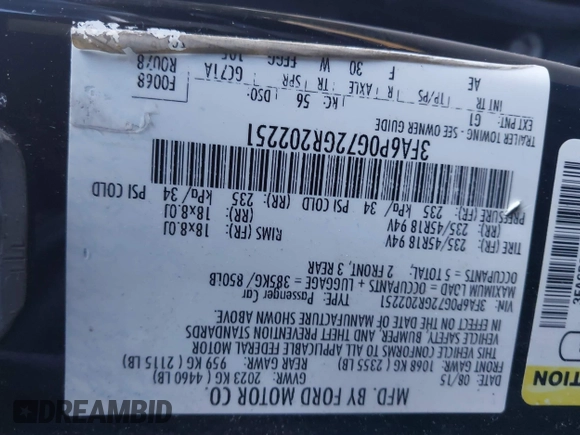 MFD. BY FORD MOTOR CO.
DATE: 08/15 GVWR: 2023 KG ( 4460 LB)
FRONT GAWR: 1068 KG ( 2355 LB) REAR GAWR: 959 KG ( 2115 LB)
THIS VEHICLE CONFORMS TO ALL APPLICABLE FEDERAL MOTOR
VEHICLE SAFETY, BUMPER, AND THEFT PREVENTION STANDARDS
IN EFFECT ON THE DATE OF MANUFACTURE SHOWN ABOVE.
VIN: 3FA6P0G72GR202251 TYPE: Passenger Car
MAXIMUM LOAD = OCCUPANTS + LUGGAGE = 385KG/ 850LB
OCCUPANTS = 5 TOTAL, 2 FRONT, 3 REAR
TIRE (FR): 235/45R18 94V RIMS (FR): 18x8.0J
(RR): 235/45R18 94V (RR): 18x8.0J
PRESSURE (FR): 235 kPa/ 34 PSI COLD (RR): 235 kPa/ 34 PSI COLD
3FA6P0G72GR202251
TRAILER TOWING - SEE OWNER GUIDE
EXT PNT: G1 KC: 56 DSO: F0068
INT TR TP/PS R AXLE TR SPR GC71A R0U78
AE F 30 W
DREAMBID